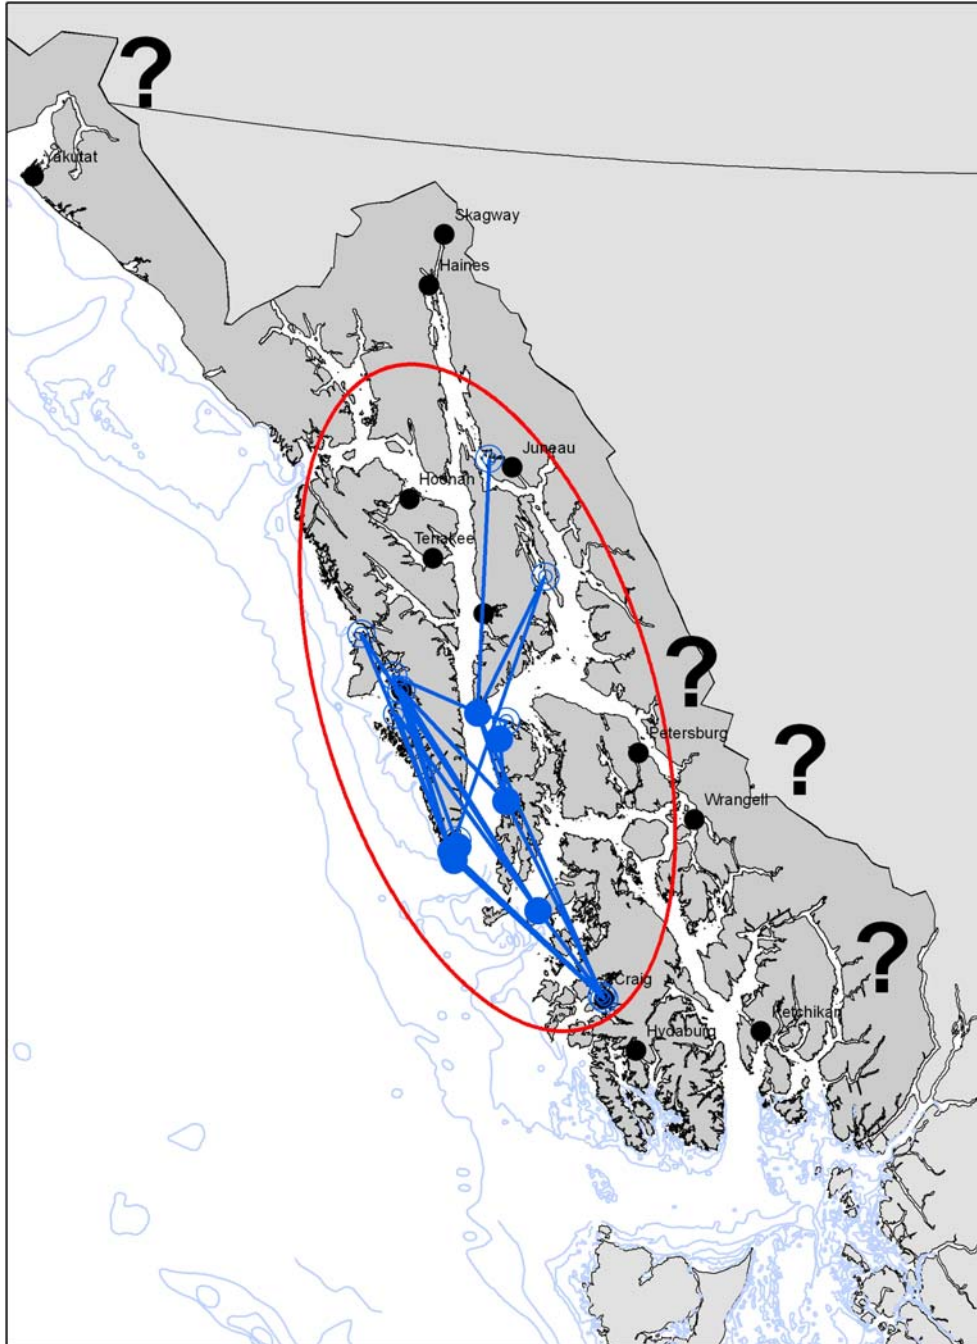 ?
Yakutat
Skagway
Haines
Juneau
Hoonah
Tenakee
?
Petersburg
?
Wrangell
?
Craig
Ketchikan
Hydaburg